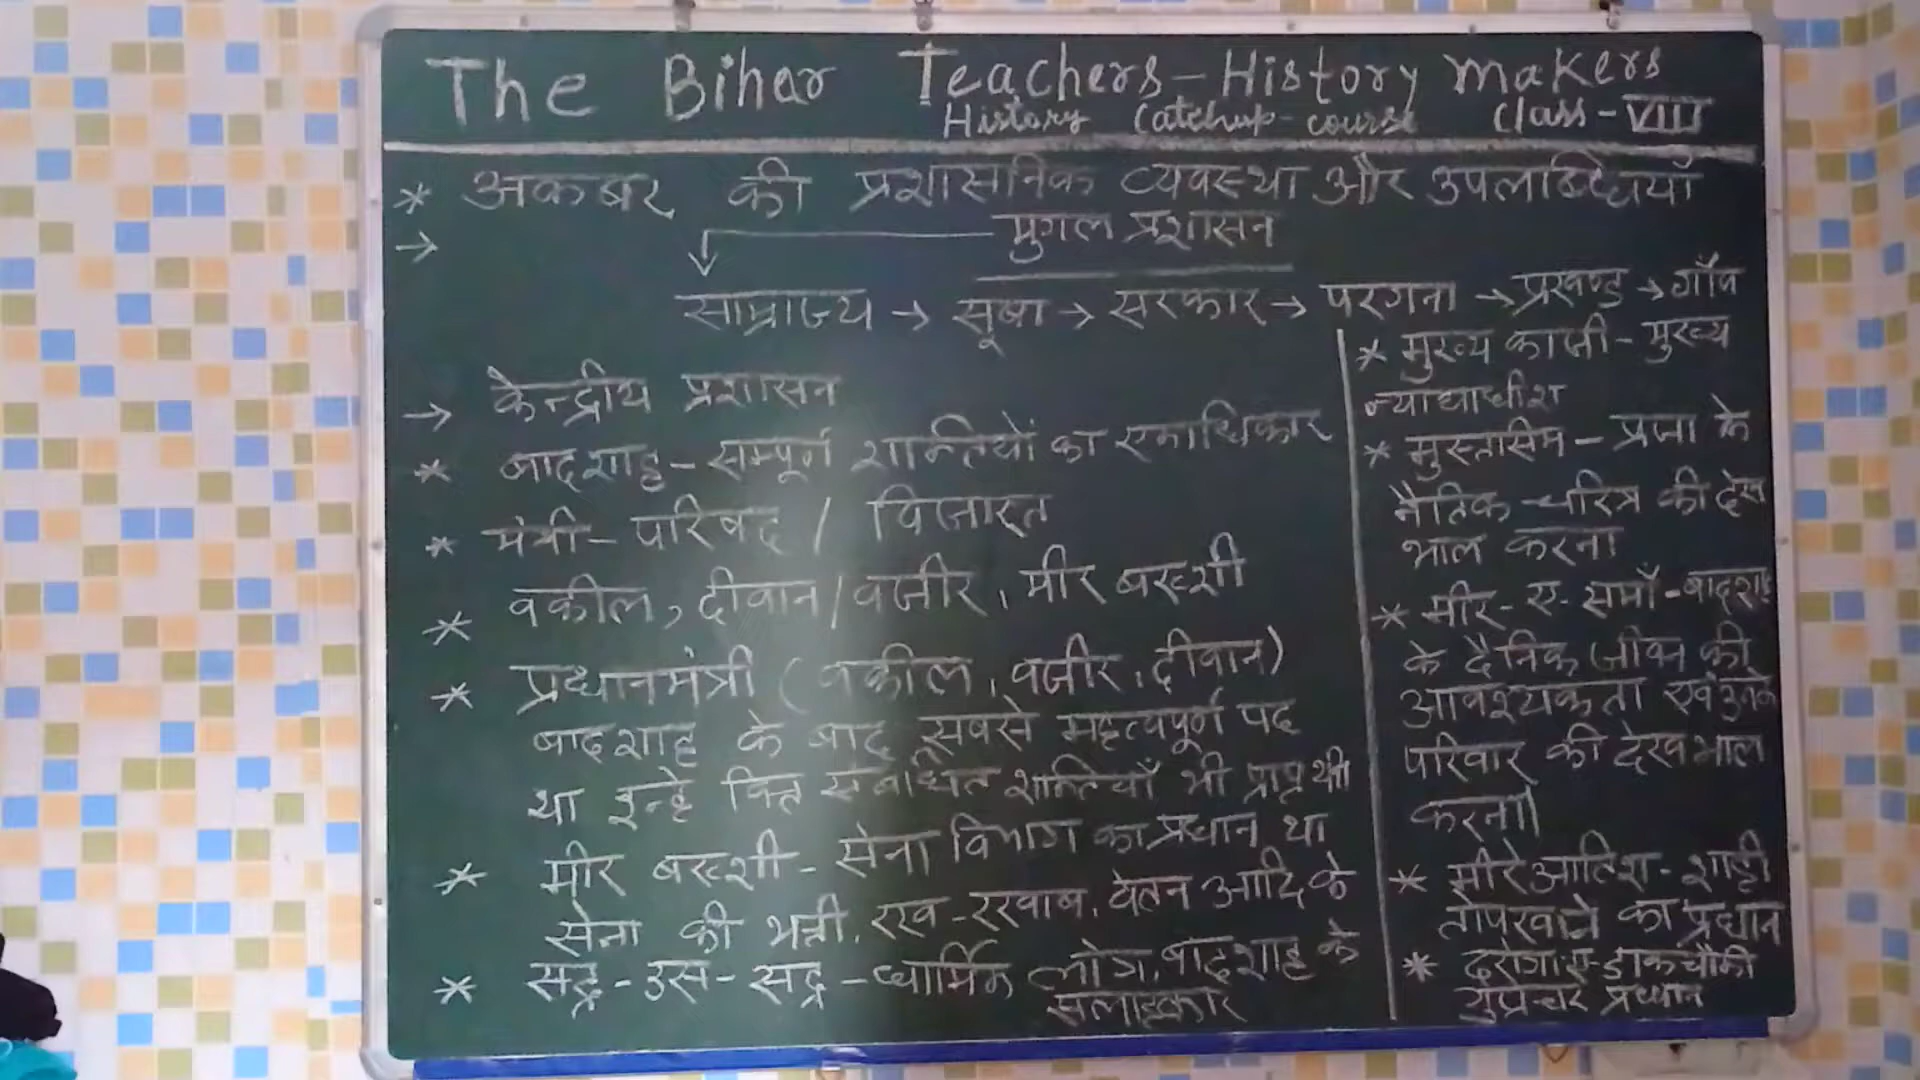 The Bihar Teachers - History Makers
History Catchup - course Class - VIII
* अकबर की प्रशासनिक व्यवस्था और उपलब्धियाँ
→ मुगल प्रशासन
साम्राज्य → सूबा → सरकार → परगना → प्रखण्ड → गाँव
→ केन्द्रीय प्रशासन
* बादशाह - सम्पूर्ण शक्तियों का एकाधिकार
* मंत्री - परिषद / विजारत
* वकील, दीवान / वजीर, मीर बख्शी
* प्रधानमंत्री (वकील, वजीर, दीवान)
बादशाह के बाद सबसे महत्वपूर्ण पद
था इन्हे वित्त संबंधित शक्तियाँ भी प्राप्त थी
* मीर बख्शी - सेना विभाग का प्रधान था
सेना की भर्ती, रख - रखाव, वेतन आदि के
* सद्र - उस - सद्र - धार्मिक लोग, बादशाह के
सलाहकार
* मुख्य काजी - मुख्य
न्यायाधीश
* मुस्तासिम - प्रजा के
नैतिक चरित्र की देख
भाल करना
* मीर - ए - सामाँ - बादशाह
के दैनिक जीवन की
आवश्यकता एवं उनके
परिवार की देखभाल
करना।
* मीरे आतिश - शाही
तोपखाने का प्रधान
* दरोगा ए - डाक चौकी
गुप्तचर प्रधान